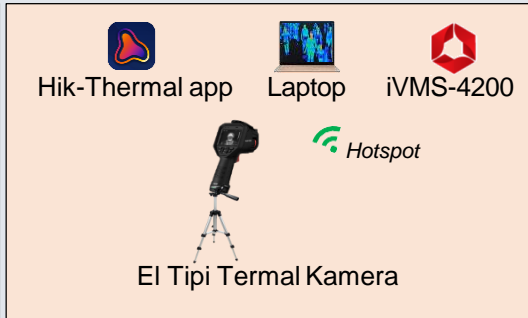 Hik-Thermal app Laptop iVMS-4200
Hotspot
El Tipi Termal Kamera